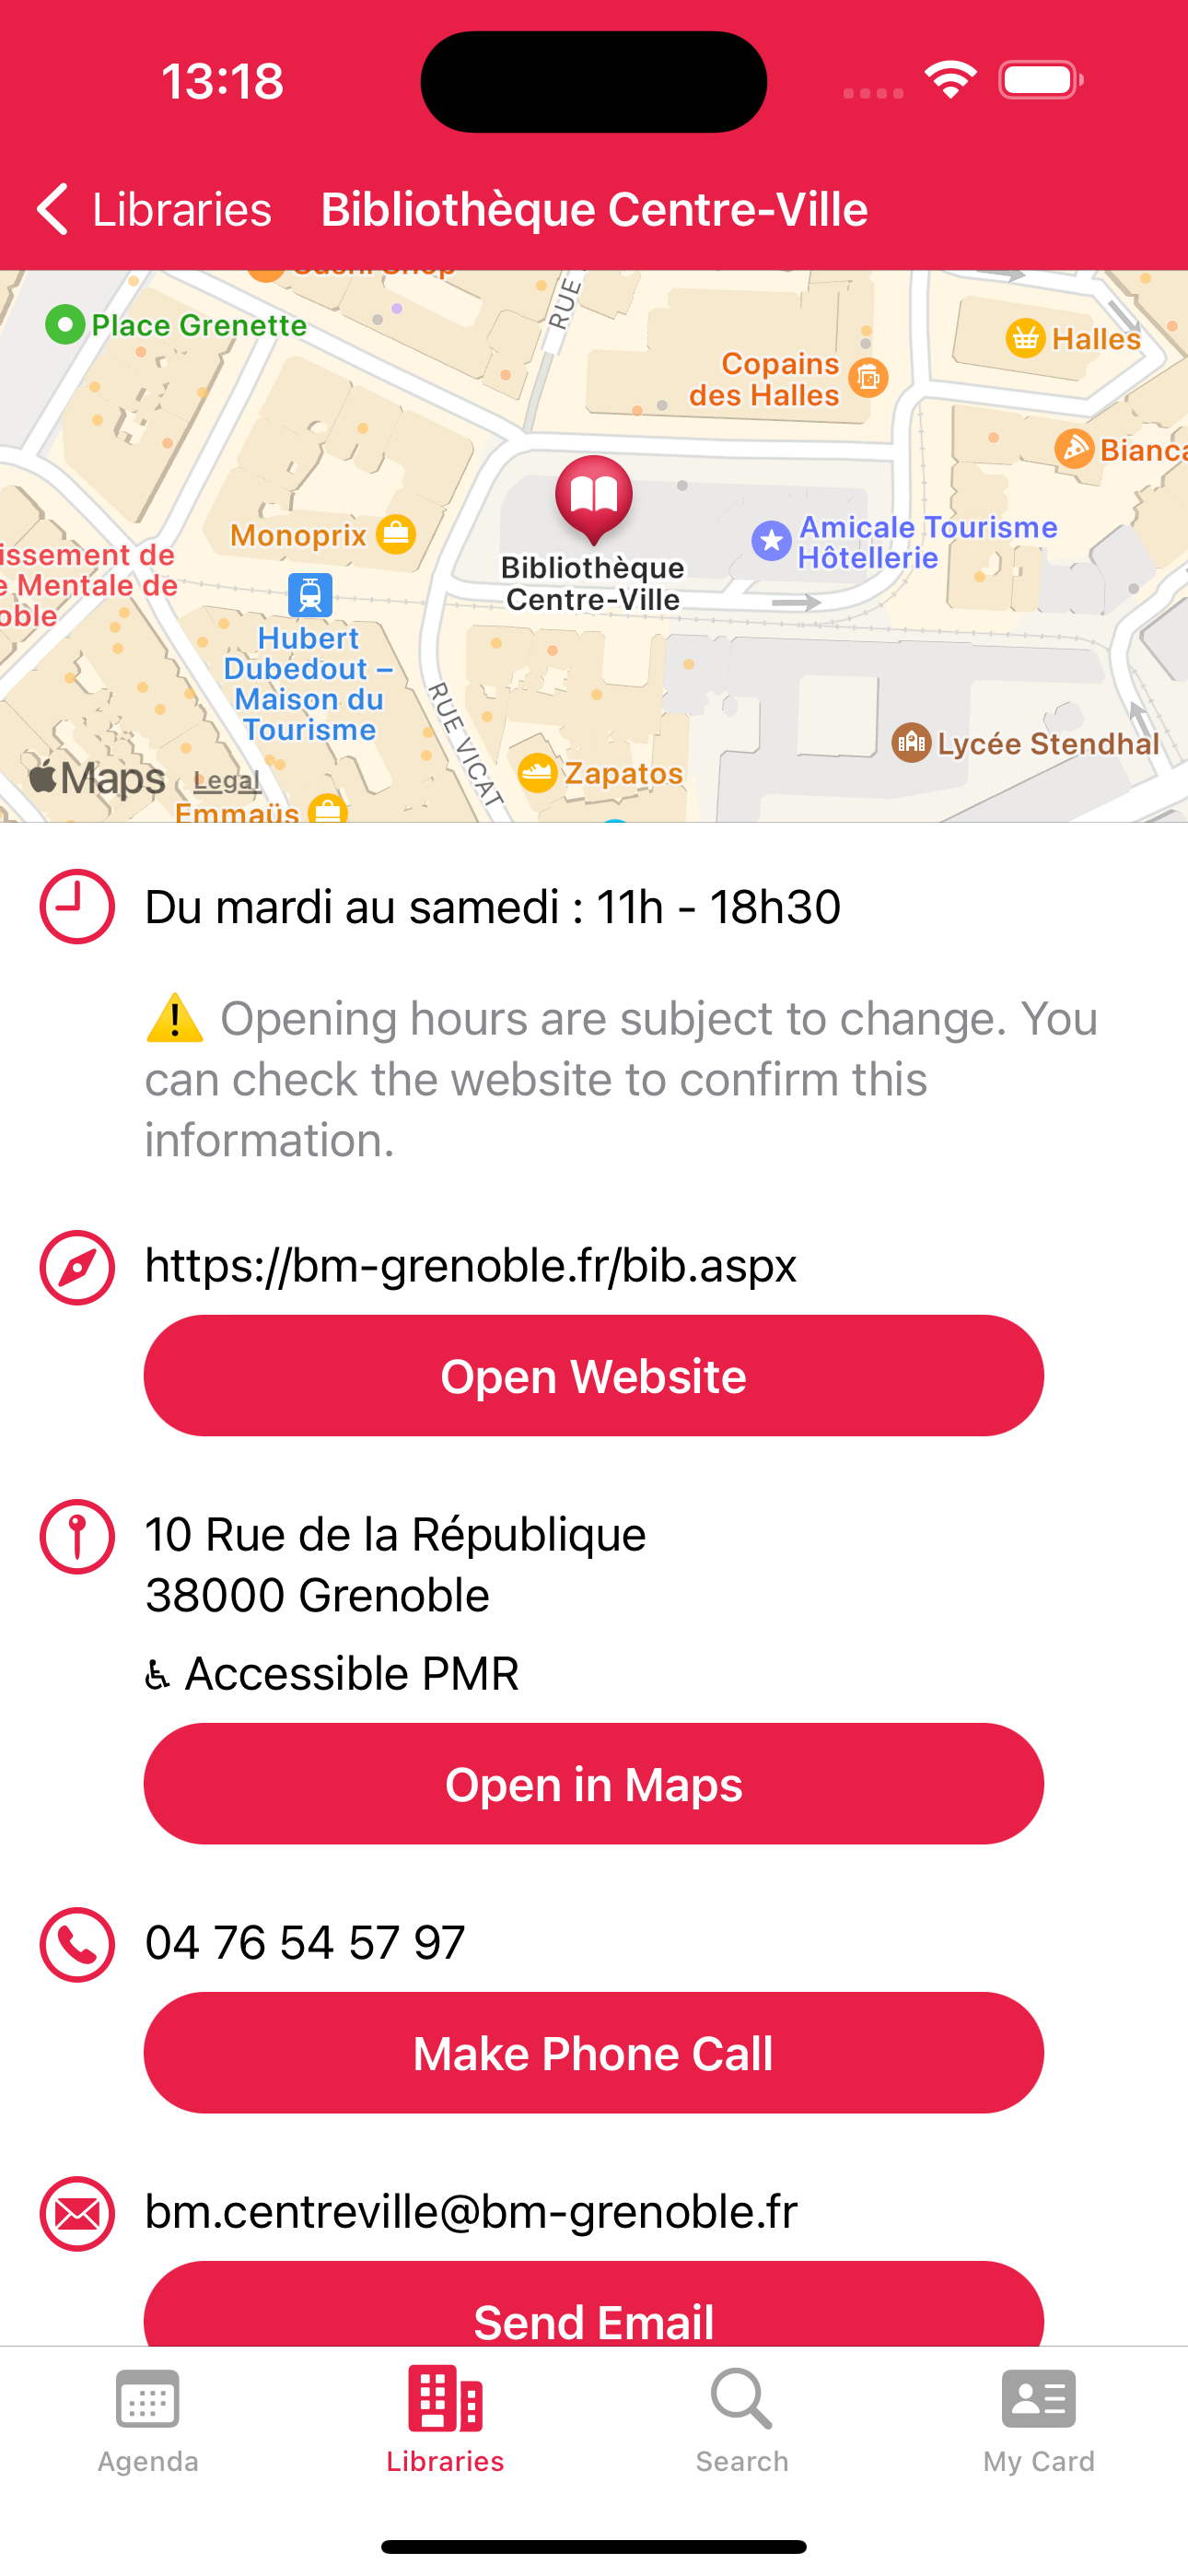 13:18
Libraries
Bibliothèque Centre-Ville
Place Grenette
RUE
Copains
des Halles
Halles
Bianca
Monoprix
Amicale Tourisme
Hôtellerie
issement de
e Mentale de
oble
Bibliothèque
Centre-Ville
Hubert
Dubedout –
Maison du
Tourisme
RUE VICAT
Lycée Stendhal
Zapatos
Maps
Legal
Emmaüs
Du mardi au samedi : 11h - 18h30
⚠️ Opening hours are subject to change. You
can check the website to confirm this
information.
https://bm-grenoble.fr/bib.aspx
Open Website
10 Rue de la République
38000 Grenoble
♿ Accessible PMR
Open in Maps
04 76 54 57 97
Make Phone Call
bm.centreville@bm-grenoble.fr
Send Email
Agenda
Libraries
Search
My Card